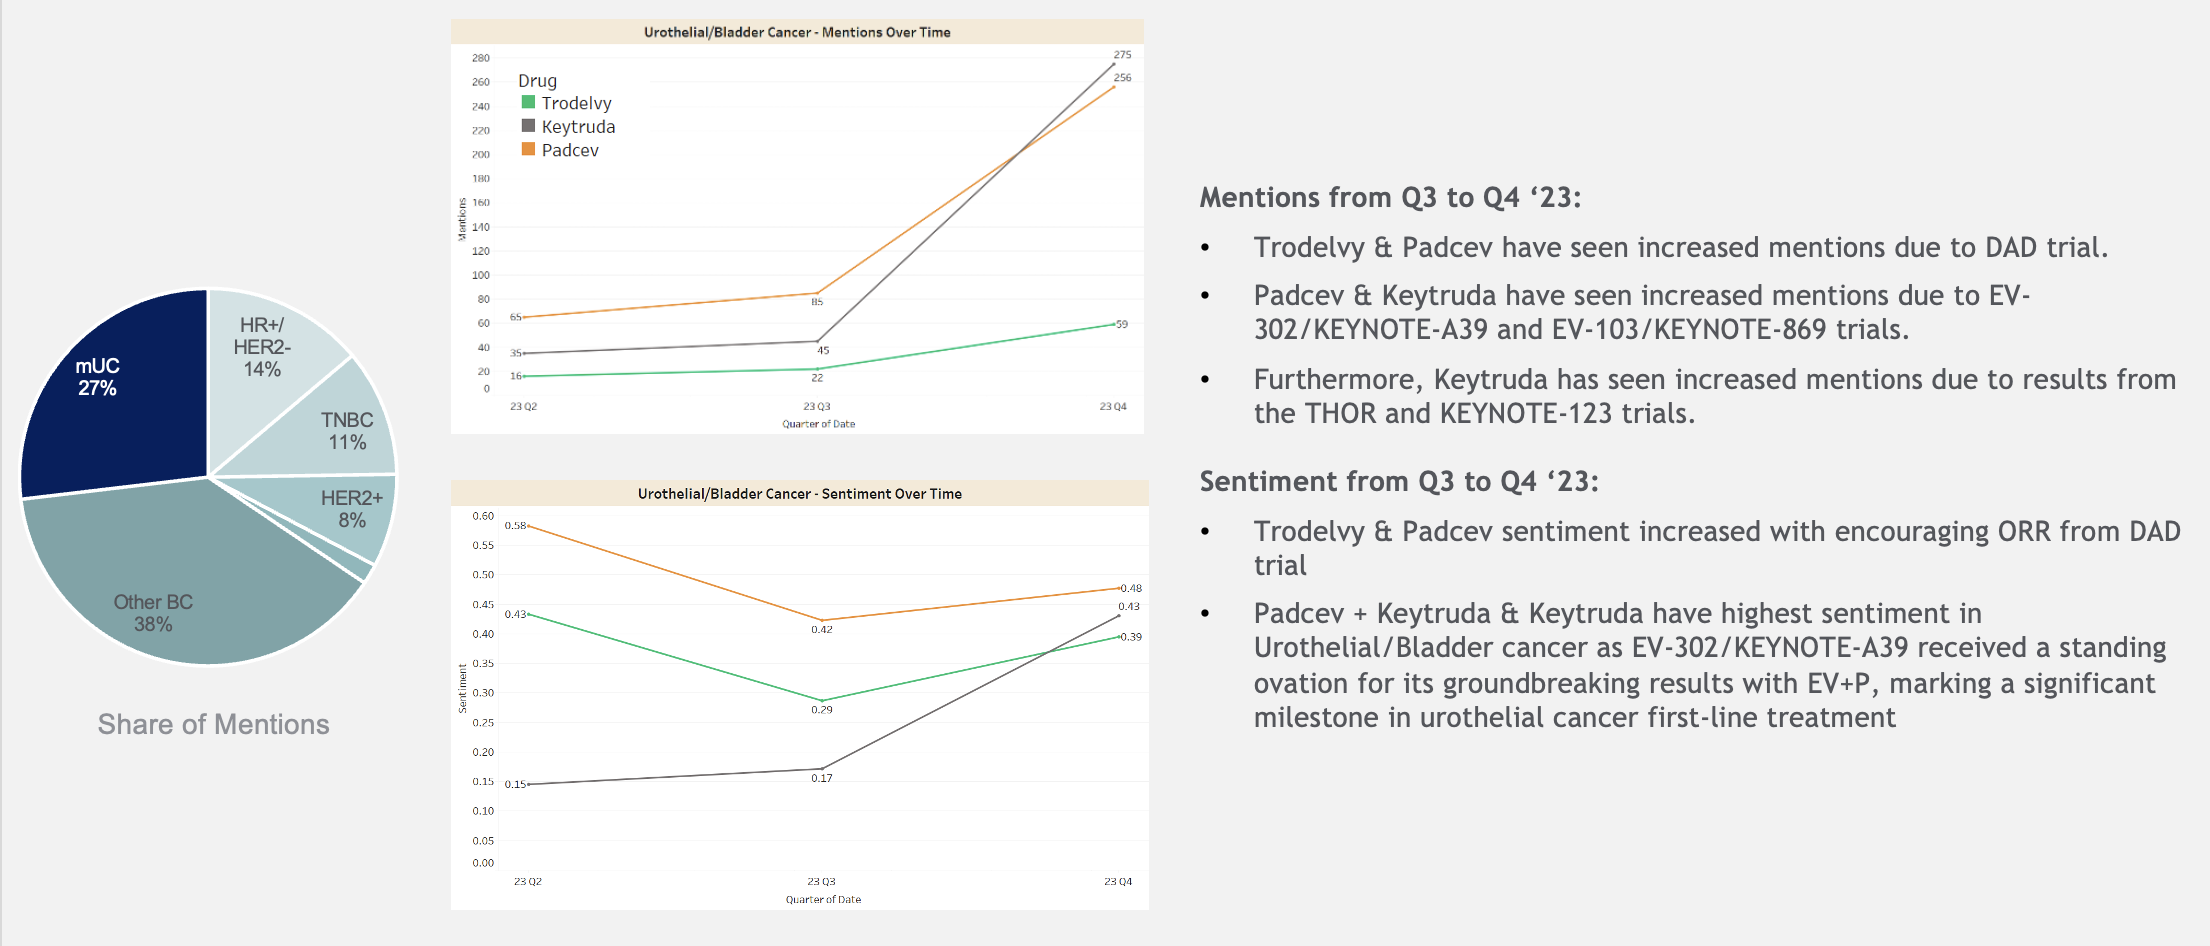 HR+/
HER2-
14%
mUC
27%
TNBC
11%
HER2+
8%
Other BC
38%
Share of Mentions
Urothelial/Bladder Cancer - Mentions Over Time
280
260
240
220
200
180
160
140
120
100
80
60
40
20
0
Mentions
Drug
Trodelvy
Keytruda
Padcev
275
256
65
85
35
45
16
22
59
23 Q2
23 Q3
23 Q4
Quarter of Date
Urothelial/Bladder Cancer - Sentiment Over Time
0.60
0.55
0.50
0.45
0.40
0.35
0.30
0.25
0.20
0.15
0.10
0.05
0.00
Sentiment
0.58
0.42
0.48
0.43
0.43
0.29
0.39
0.15
0.17
23 Q2
23 Q3
23 Q4
Quarter of Date
Mentions from Q3 to Q4 ‘23:
• Trodelvy & Padcev have seen increased mentions due to DAD trial.
• Padcev & Keytruda have seen increased mentions due to EV-
302/KEYNOTE-A39 and EV-103/KEYNOTE-869 trials.
• Furthermore, Keytruda has seen increased mentions due to results from
the THOR and KEYNOTE-123 trials.
Sentiment from Q3 to Q4 ‘23:
• Trodelvy & Padcev sentiment increased with encouraging ORR from DAD
trial
• Padcev + Keytruda & Keytruda have highest sentiment in
Urothelial/Bladder cancer as EV-302/KEYNOTE-A39 received a standing
ovation for its groundbreaking results with EV+P, marking a significant
milestone in urothelial cancer first-line treatment